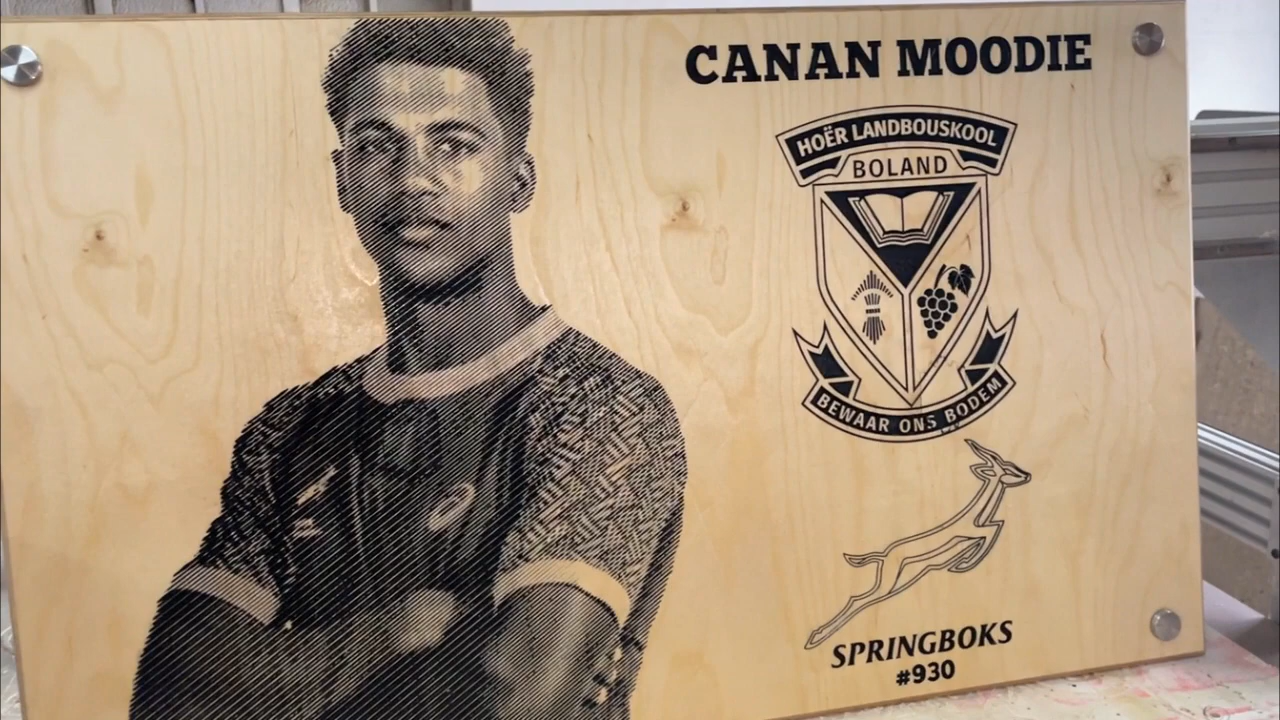 CANAN MOODIE
HOËR LANDBOUSKOOL
BOLAND
BEWAAR ONS BODEM
SPRINGBOKS
#930